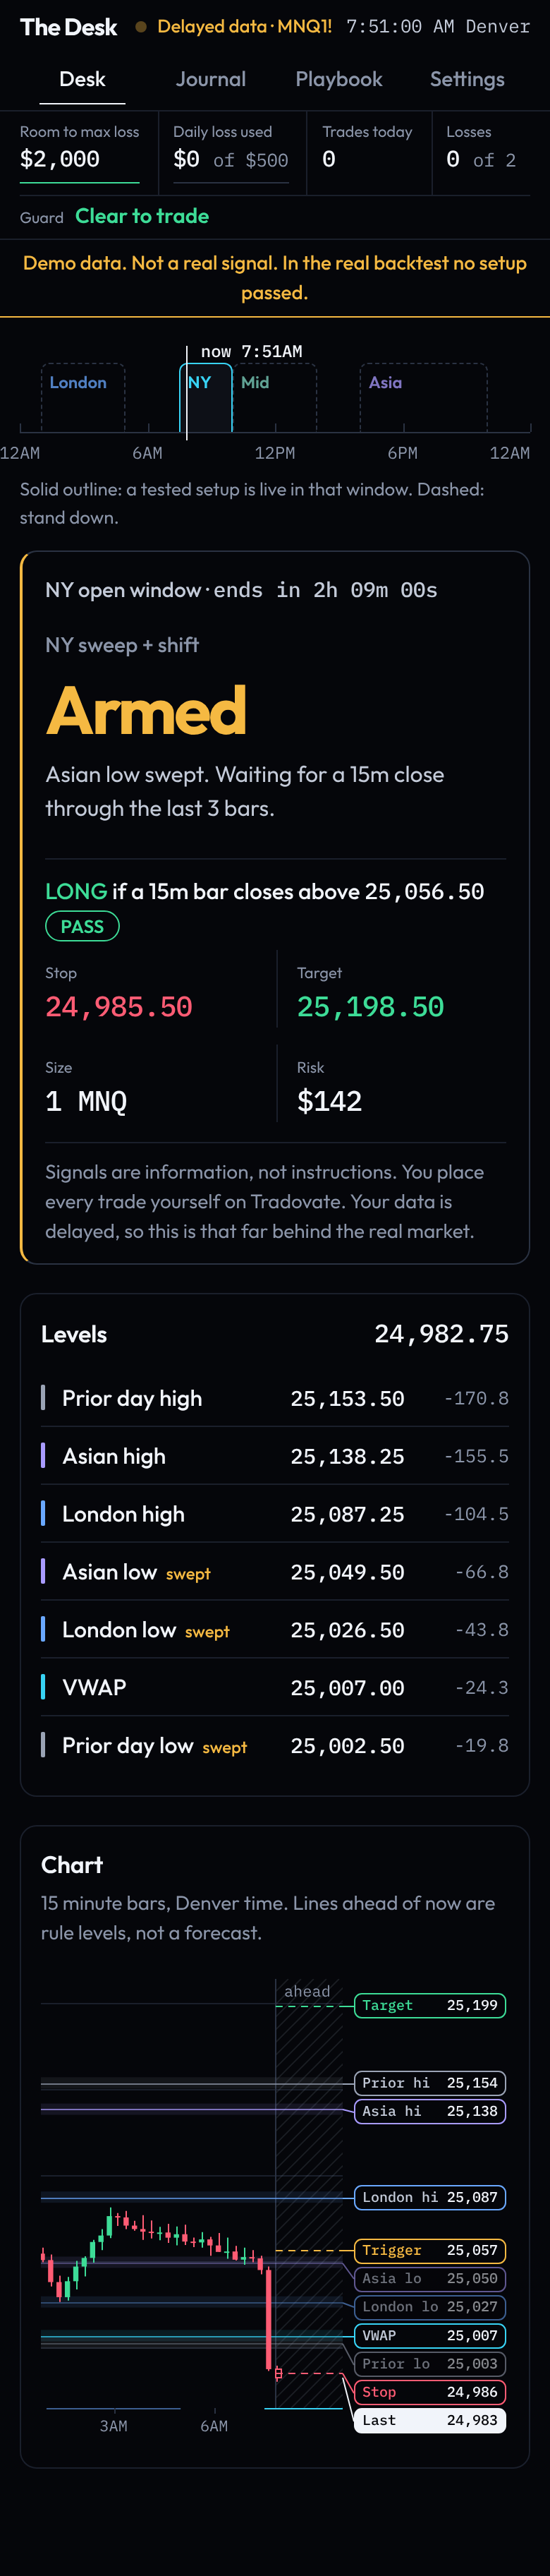 The Desk
Delayed data · MNQ1!
7:51:00 AM Denver
Desk
Journal
Playbook
Settings
Room to max loss
$2,000
Daily loss used
$0 of $500
Trades today
0
Losses
0 of 2
Guard Clear to trade
Demo data. Not a real signal. In the real backtest no setup
passed.
now 7:51AM
London
NY
Mid
Asia
12AM
6AM
12PM
6PM
12AM
Solid outline: a tested setup is live in that window. Dashed:
stand down.
NY open window · ends in 2h 09m 00s
NY sweep + shift
Armed
Asian low swept. Waiting for a 15m close
through the last 3 bars.
LONG if a 15m bar closes above 25,056.50
PASS
Stop
24,985.50
Target
25,198.50
Size
1 MNQ
Risk
$142
Signals are information, not instructions. You place
every trade yourself on Tradovate. Your data is
delayed, so this is that far behind the real market.
Levels 24,982.75
Prior day high 25,153.50 -170.8
Asian high 25,138.25 -155.5
London high 25,087.25 -104.5
Asian low swept 25,049.50 -66.8
London low swept 25,026.50 -43.8
VWAP 25,007.00 -24.3
Prior day low swept 25,002.50 -19.8
Chart
15 minute bars, Denver time. Lines ahead of now are
rule levels, not a forecast.
ahead
Target 25,199
Prior hi 25,154
Asia hi 25,138
London hi 25,087
Trigger 25,057
Asia lo 25,050
London lo 25,027
VWAP 25,007
Prior lo 25,003
Stop 24,986
Last 24,983
3AM
6AM